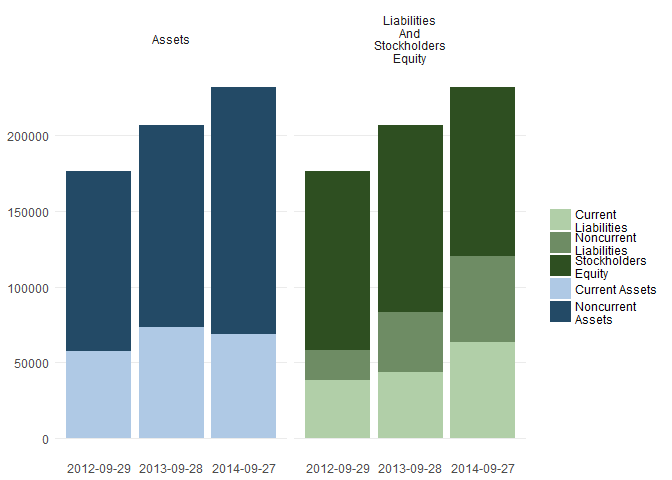 Assets
Liabilities
And
Stockholders
Equity
200000
150000
100000
50000
0
2012-09-29 2013-09-28 2014-09-27
2012-09-29 2013-09-28 2014-09-27
Current
Liabilities
Noncurrent
Liabilities
Stockholders
Equity
Current Assets
Noncurrent
Assets